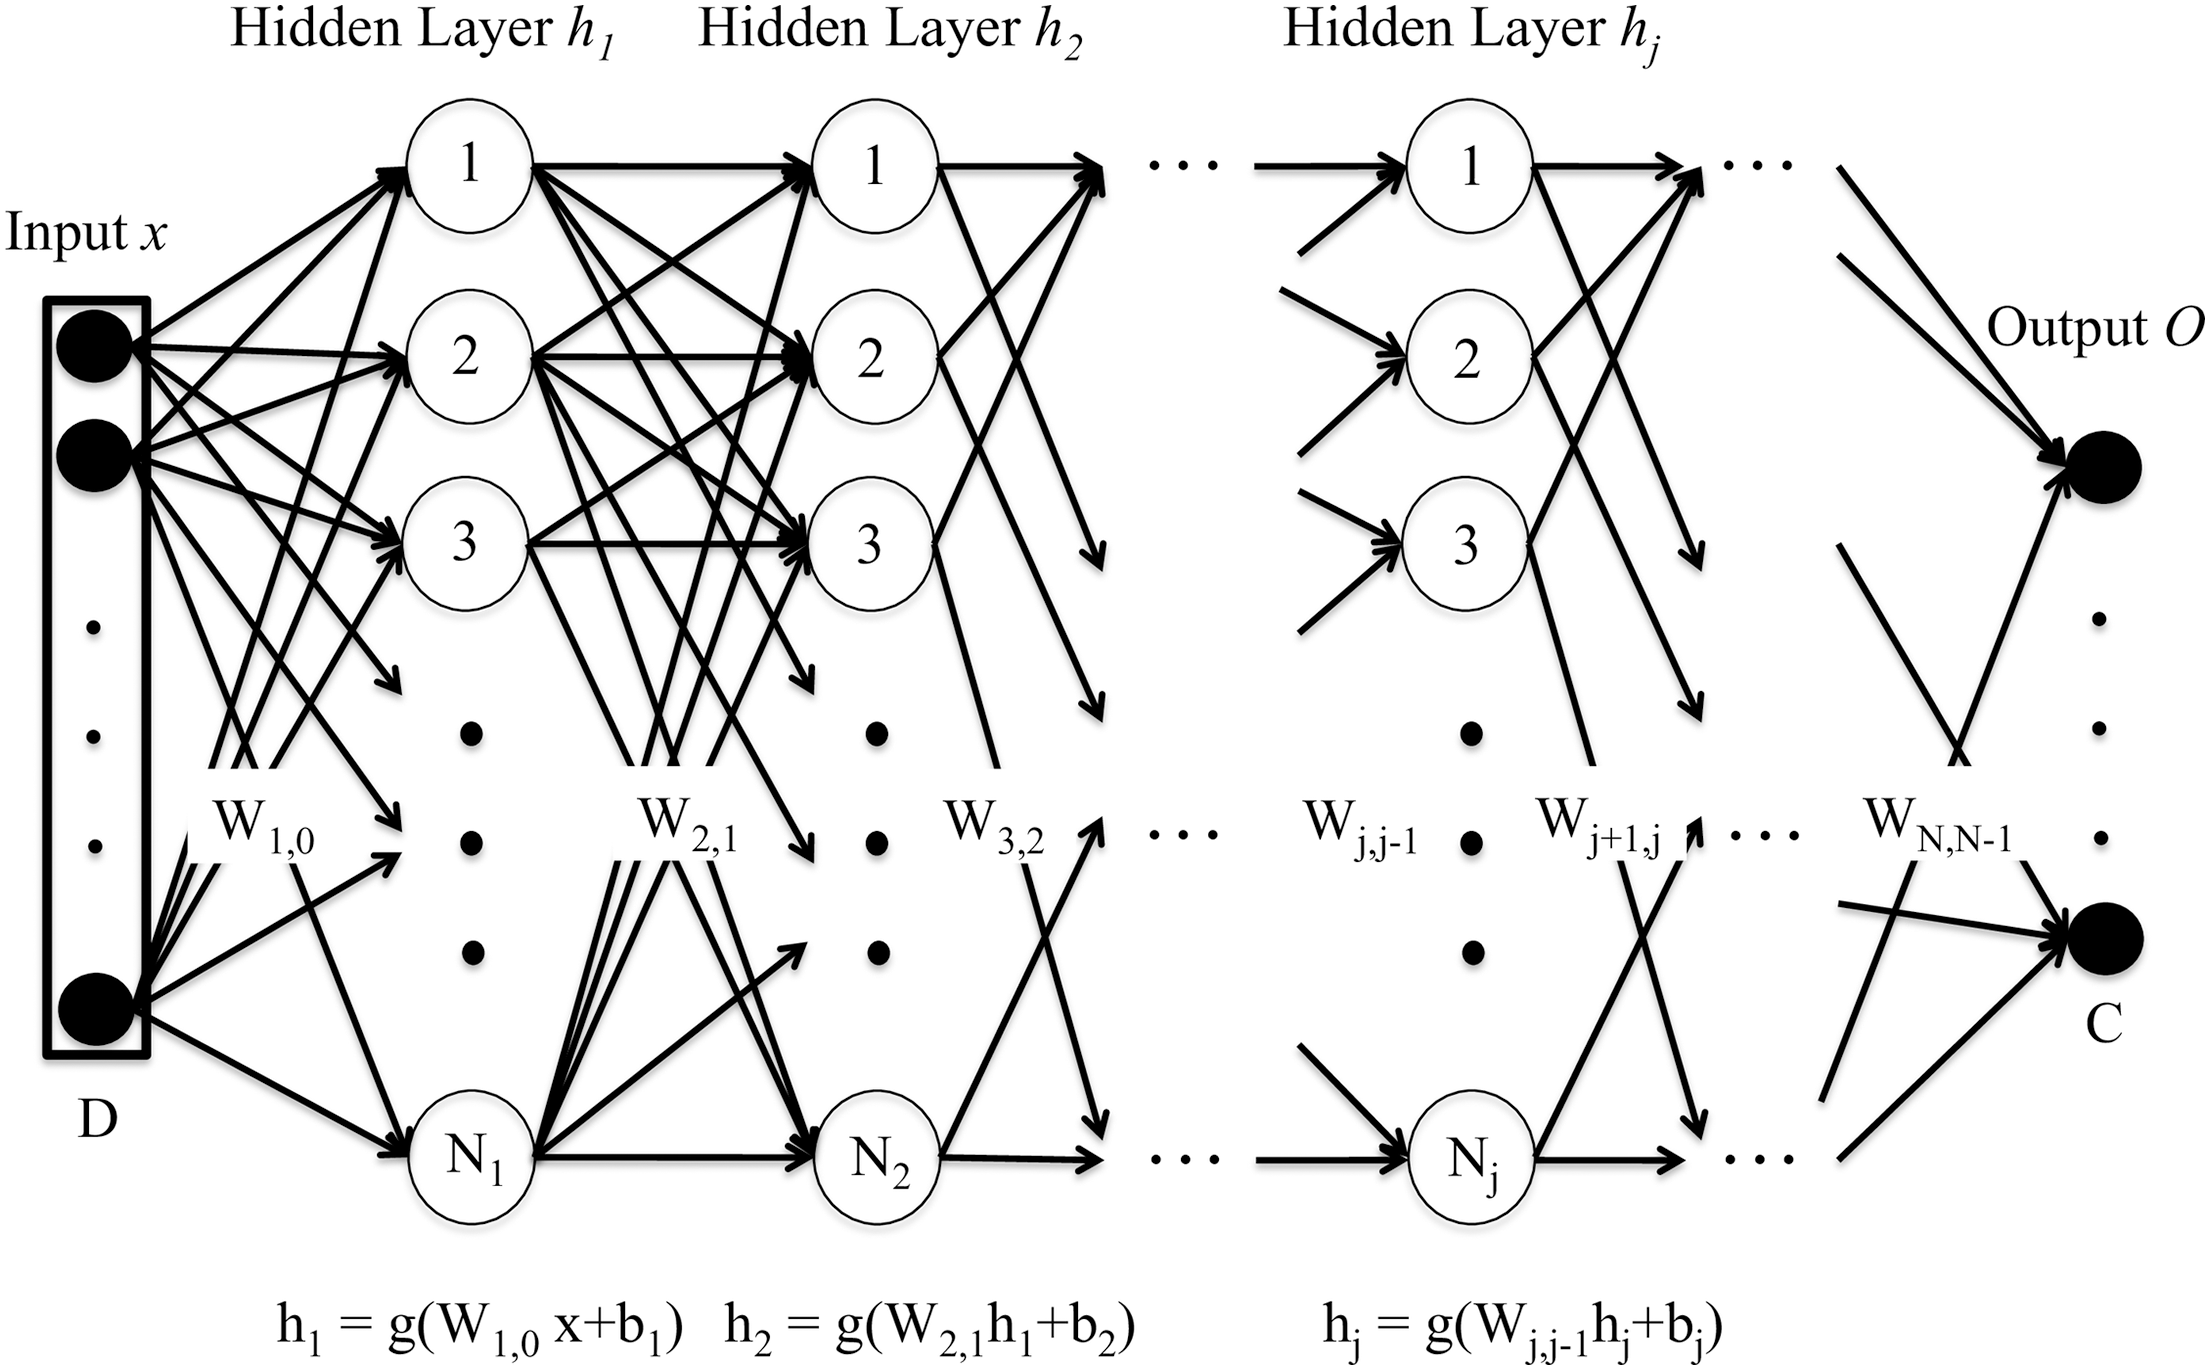 Hidden Layer h₁ Hidden Layer h₂ Hidden Layer hⱼ
Input x
Output O
1 1 1
2 2 2
3 3 3
W₁,₀ W₂,₁ W₃,₂ ... Wj,j-1 Wj+1,j ... W_N,N-1
D
C
N₁ N₂ ... Nⱼ ...
h₁ = g(W₁,₀ x+b₁) h₂ = g(W₂,₁h₁+b₂) hⱼ = g(Wj,j-1hⱼ+bⱼ)